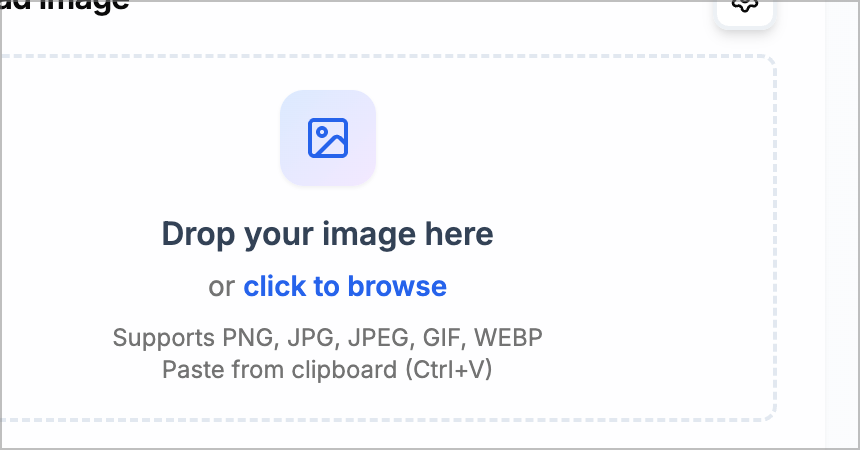 image
Drop your image here
or click to browse
Supports PNG, JPG, JPEG, GIF, WEBP
Paste from clipboard (Ctrl+V)